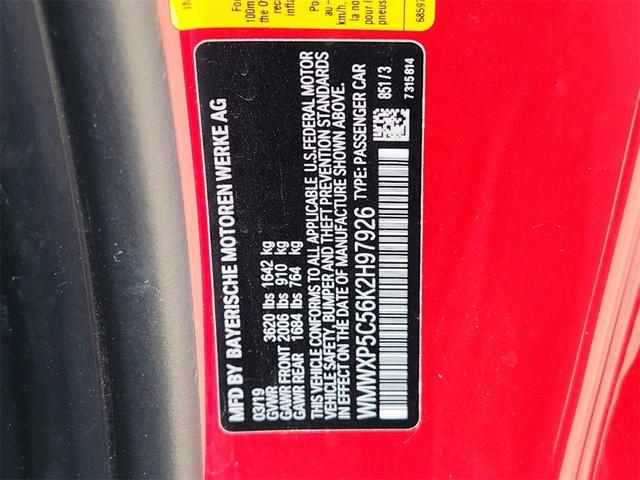 MFD BY BAYERISCHE MOTOREN WERKE AG
03/19
GVWR 3620 lbs 1642 kg
GAWR FRONT 2006 lbs 910 kg
GAWR REAR 1684 lbs 764 kg
THIS VEHICLE CONFORMS TO ALL APPLICABLE U.S.FEDERAL MOTOR
VEHICLE SAFETY, BUMPER AND THEFT PREVENTION STANDARDS
IN EFFECT ON THE DATE OF MANUFACTURE SHOWN ABOVE.
WMWXP5C56K2H97926 TYPE: PASSENGER CAR
851/3
7315814